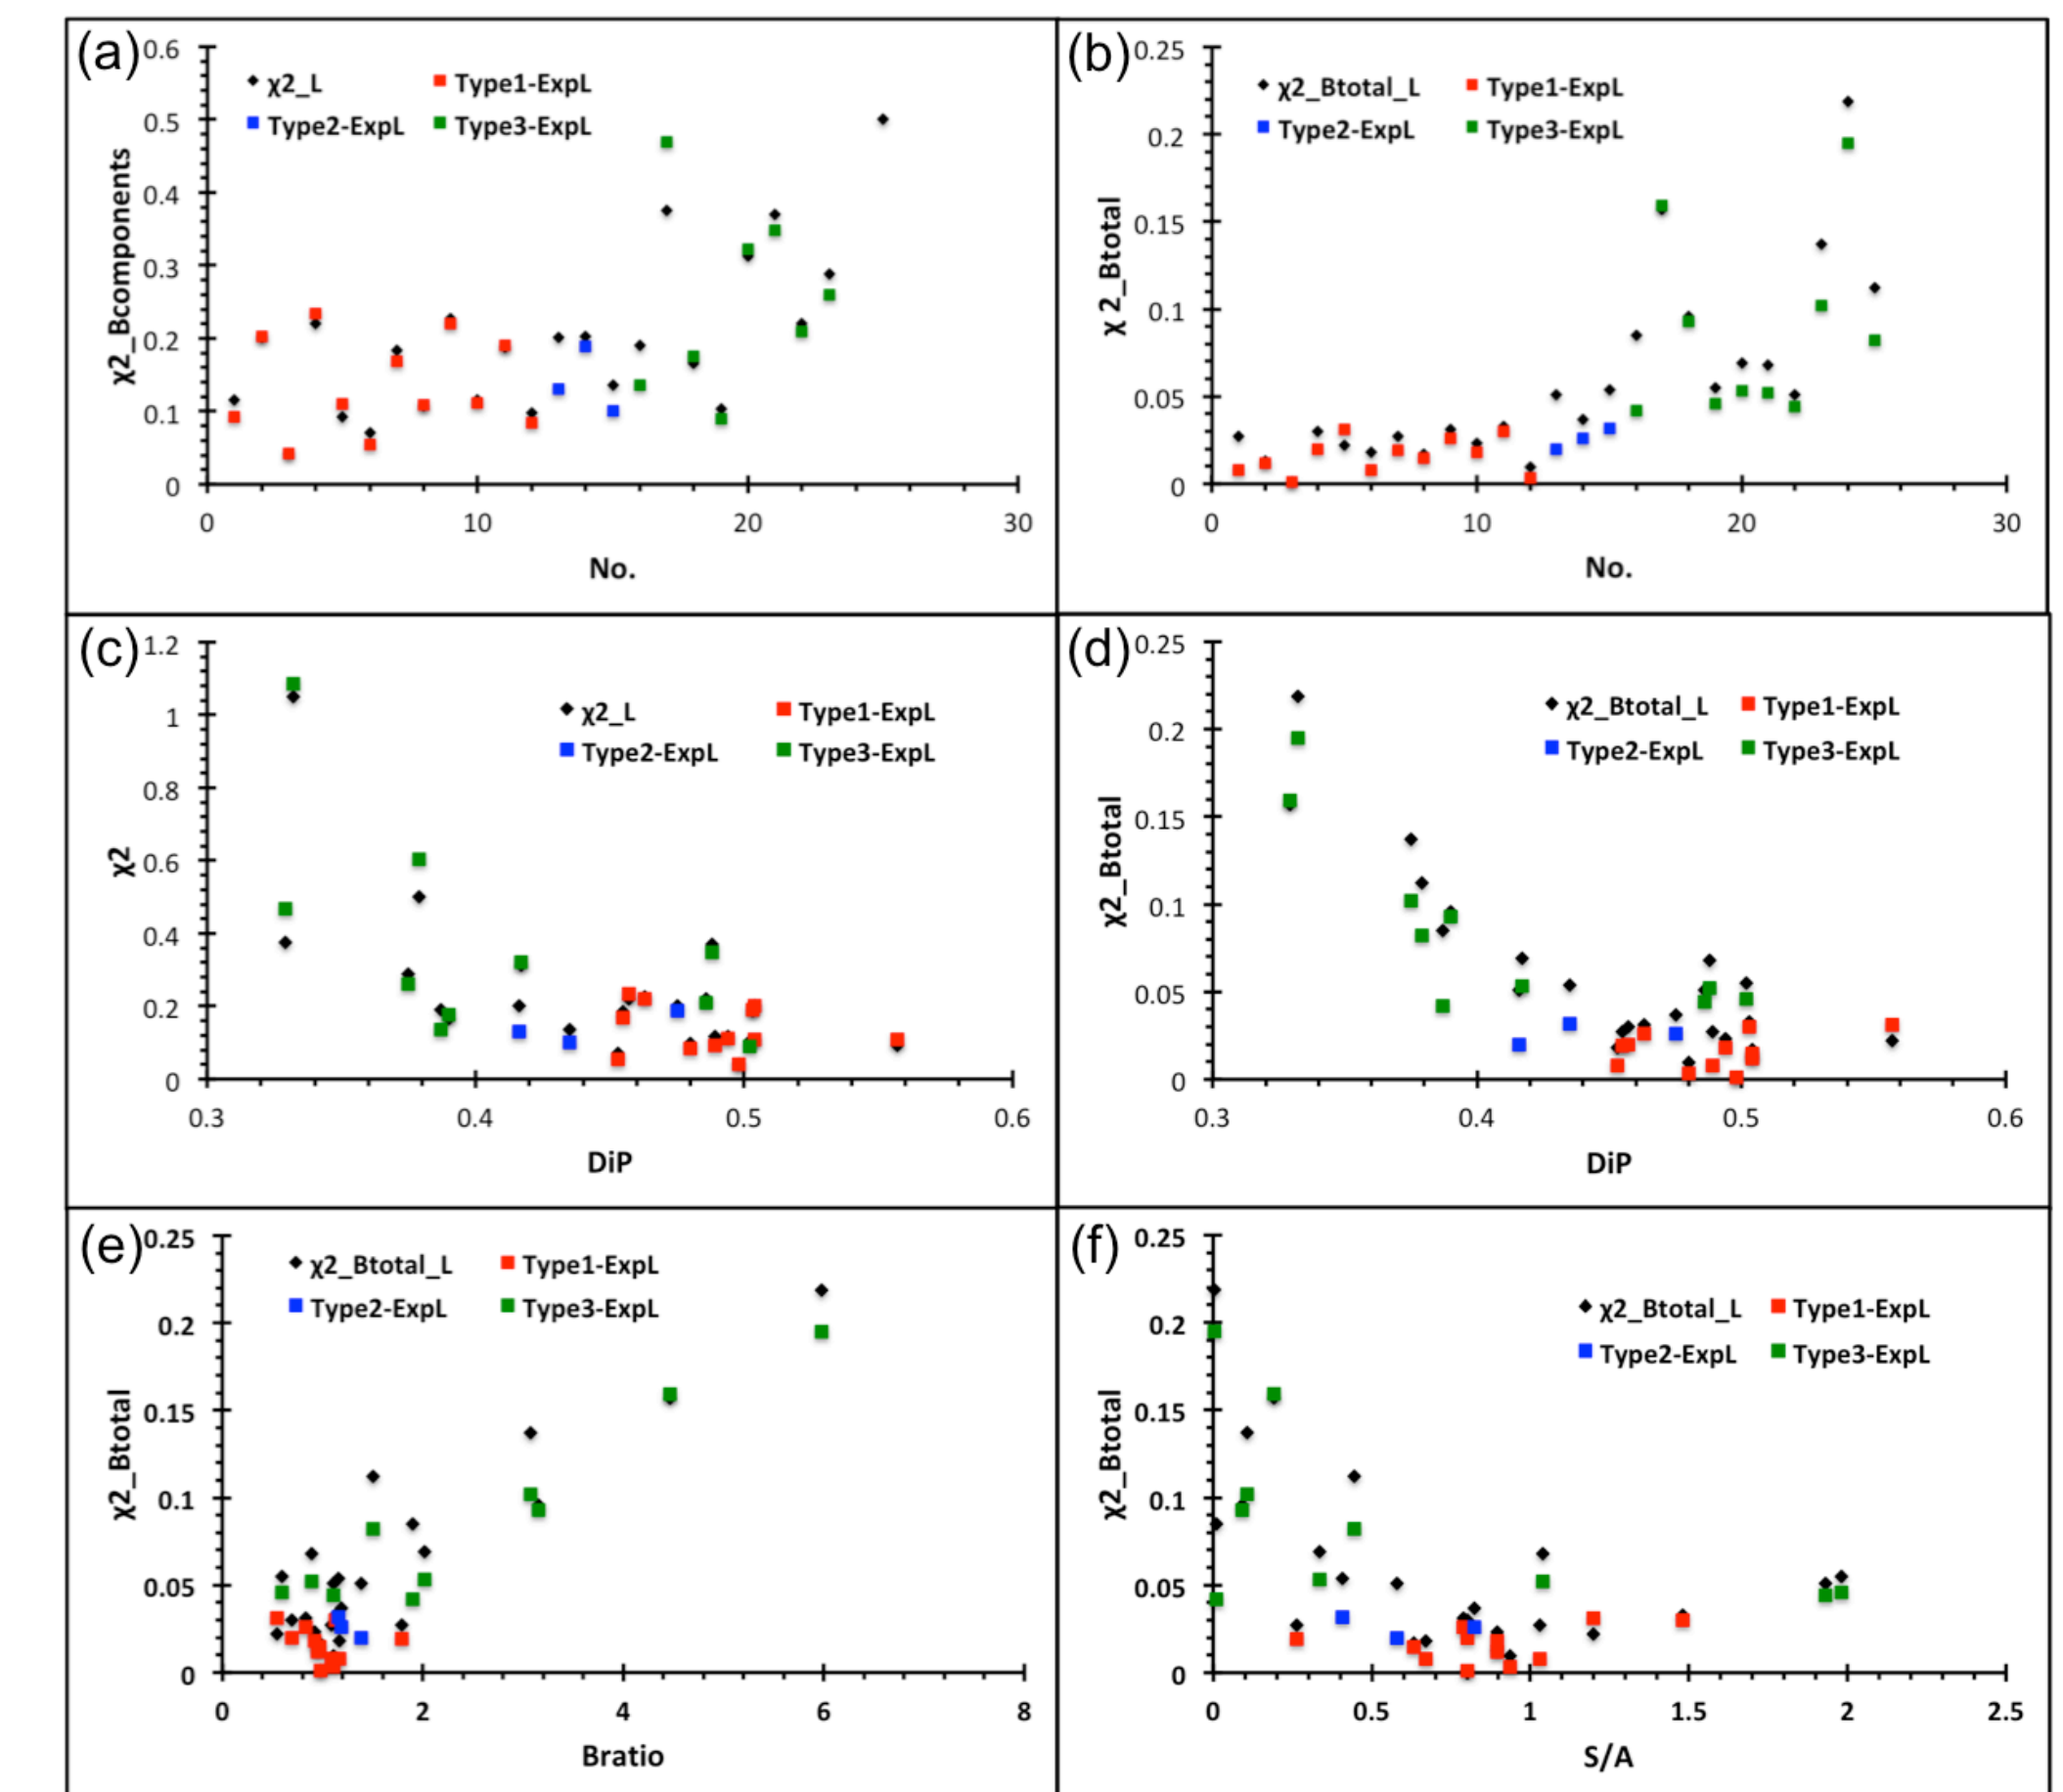 (a)
0.6
0.5
0.4
0.3
0.2
0.1
0
χ2_Bcomponents
χ2_L
Type1-ExpL
Type2-ExpL
Type3-ExpL
0 10 20 30
No.
(b)
0.25
0.2
0.15
0.1
0.05
0
χ 2_Btotal
χ2_Btotal_L
Type1-ExpL
Type2-ExpL
Type3-ExpL
0 10 20 30
No.
(c)
1.2
1
0.8
0.6
0.4
0.2
0
χ2
χ2_L
Type1-ExpL
Type2-ExpL
Type3-ExpL
0.3 0.4 0.5 0.6
DiP
(d)
0.25
0.2
0.15
0.1
0.05
0
χ2_Btotal
χ2_Btotal_L
Type1-ExpL
Type2-ExpL
Type3-ExpL
0.3 0.4 0.5 0.6
DiP
(e)
0.25
0.2
0.15
0.1
0.05
0
χ2_Btotal
χ2_Btotal_L
Type1-ExpL
Type2-ExpL
Type3-ExpL
0 2 4 6 8
Bratio
(f)
0.25
0.2
0.15
0.1
0.05
0
χ2_Btotal
χ2_Btotal_L
Type1-ExpL
Type2-ExpL
Type3-ExpL
0 0.5 1 1.5 2 2.5
S/A